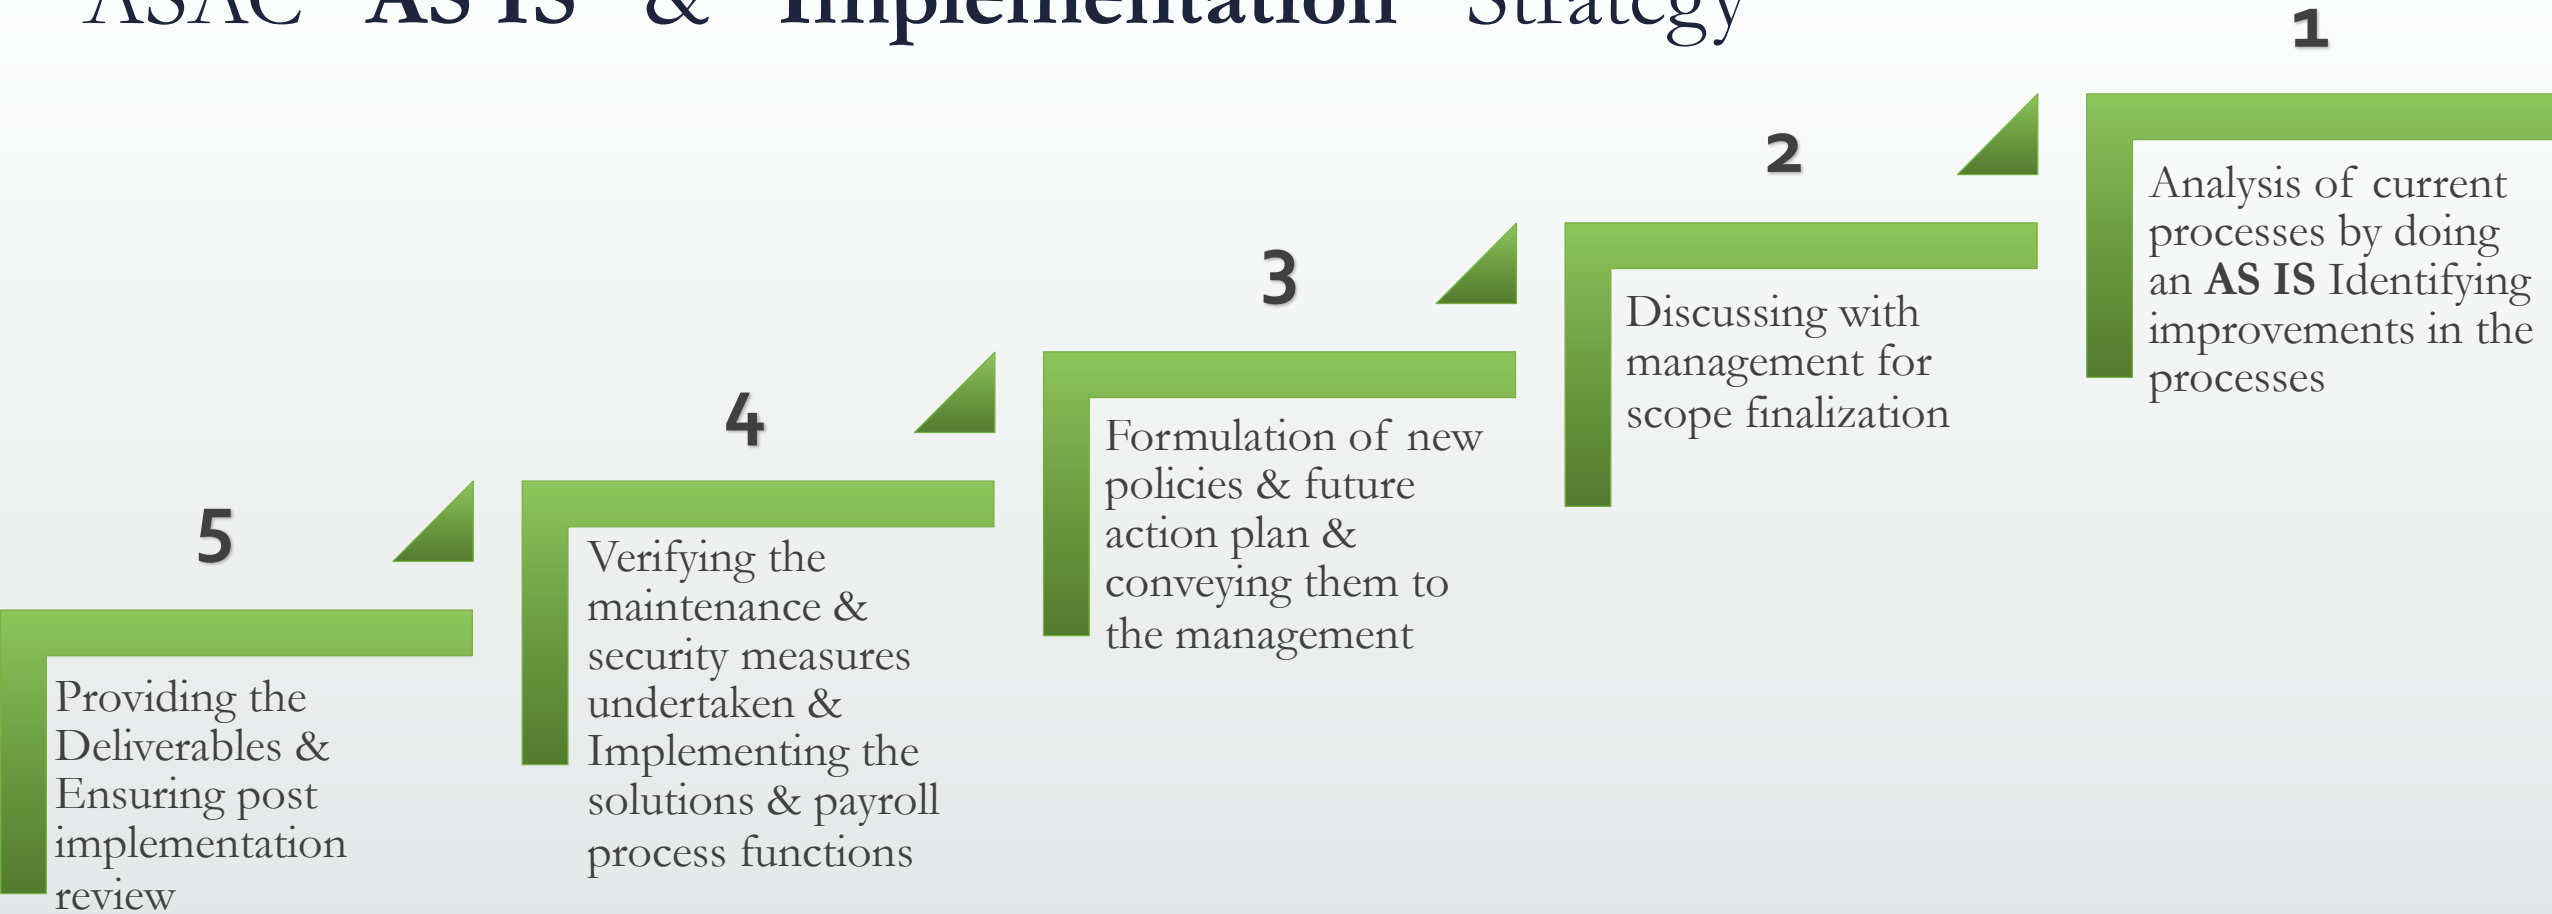 ASAC AS IS & Implementation Strategy
1
Analysis of current
processes by doing
an AS IS Identifying
improvements in the
processes
2
Discussing with
management for
scope finalization
3
Formulation of new
policies & future
action plan &
conveying them to
the management
4
Verifying the
maintenance &
security measures
undertaken &
Implementing the
solutions & payroll
process functions
5
Providing the
Deliverables &
Ensuring post
implementation
review